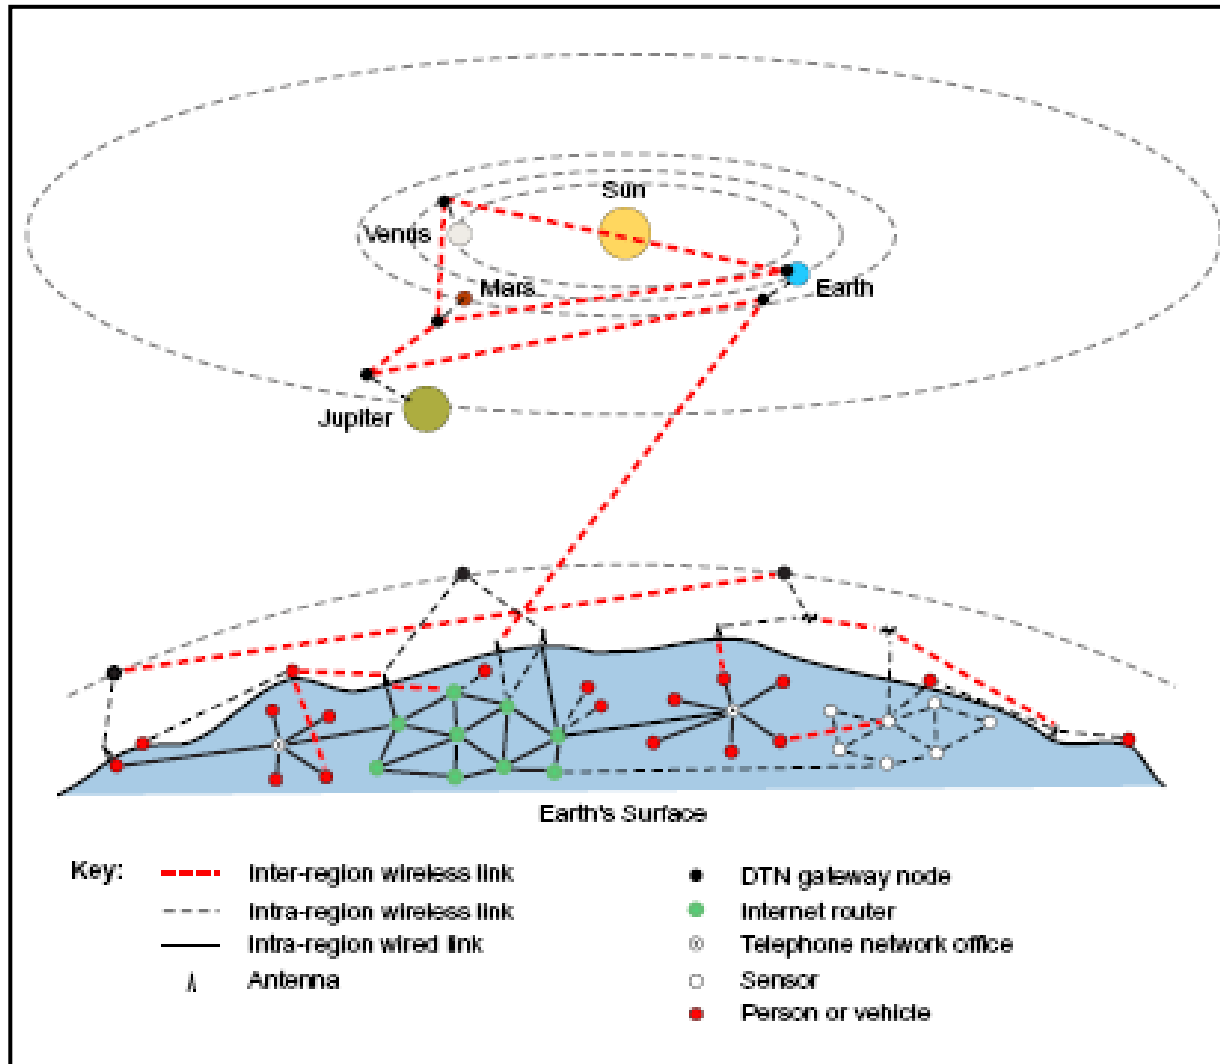 Sun
Venus
Mars
Earth
Jupiter
Earth's Surface
Key:
Inter-region wireless link
Intra-region wireless link
Intra-region wired link
Antenna
DTN gateway node
Internet router
Telephone network office
Sensor
Person or vehicle